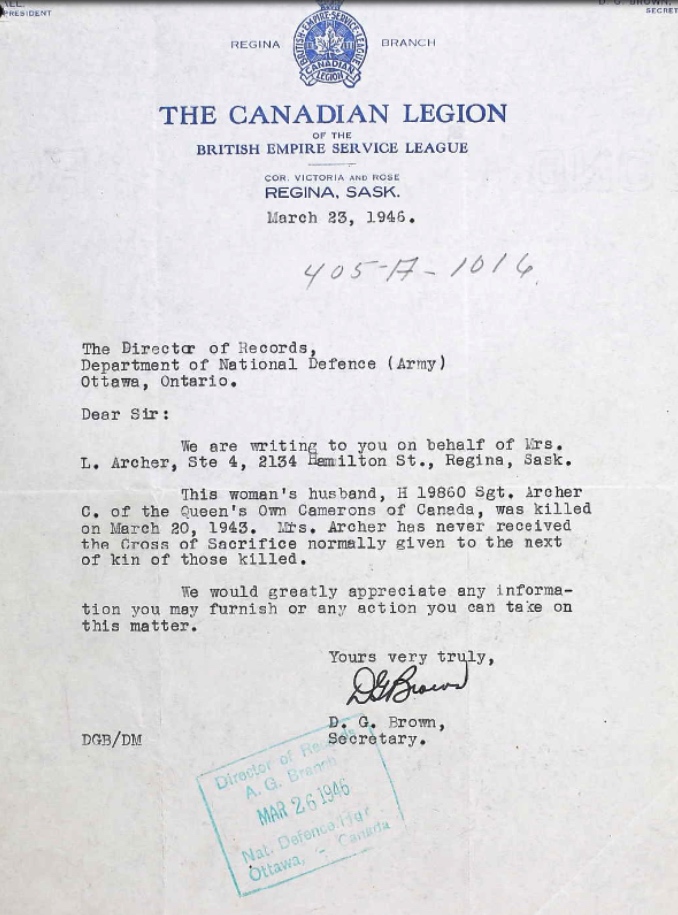 PRESIDENT
REGINA BRANCH
BRITISH EMPIRE SERVICE LEAGUE
CANADIAN
LEGION
THE CANADIAN LEGION
OF THE
BRITISH EMPIRE SERVICE LEAGUE
COR. VICTORIA AND ROSE
REGINA, SASK.
March 23, 1946.
405-A-1016
The Director of Records,
Department of National Defence (Army)
Ottawa, Ontario.
Dear Sir:
We are writing to you on behalf of Mrs.
L. Archer, Ste 4, 2134 Hamilton St., Regina, Sask.
This woman's husband, H 19860 Sgt. Archer
C. of the Queen's Own Camerons of Canada, was killed
on March 20, 1943. Mrs. Archer has never received
the Cross of Sacrifice normally given to the next
of kin of those killed.
We would greatly appreciate any informa-
tion you may furnish or any action you can take on
this matter.
Yours very truly,
DGBrown
D. G. Brown,
DGB/DM Secretary.
Director of Records
A. G. Branch
MAR 26 1946
Nat. Defence Hqr
Ottawa, - Canada